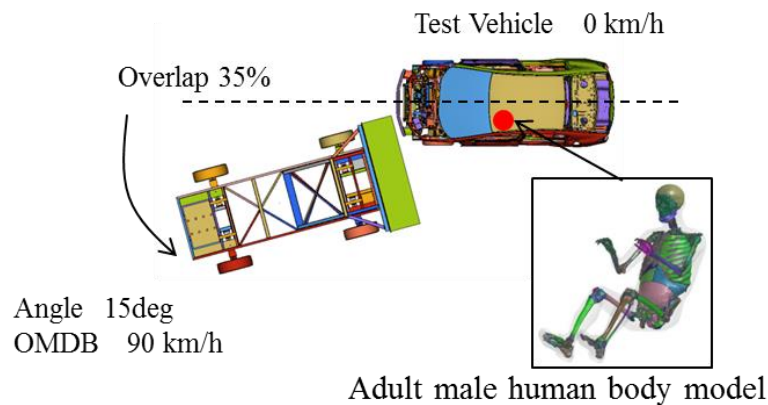 Test Vehicle 0 km/h
Overlap 35%
Angle 15deg
OMDB 90 km/h
Adult male human body model